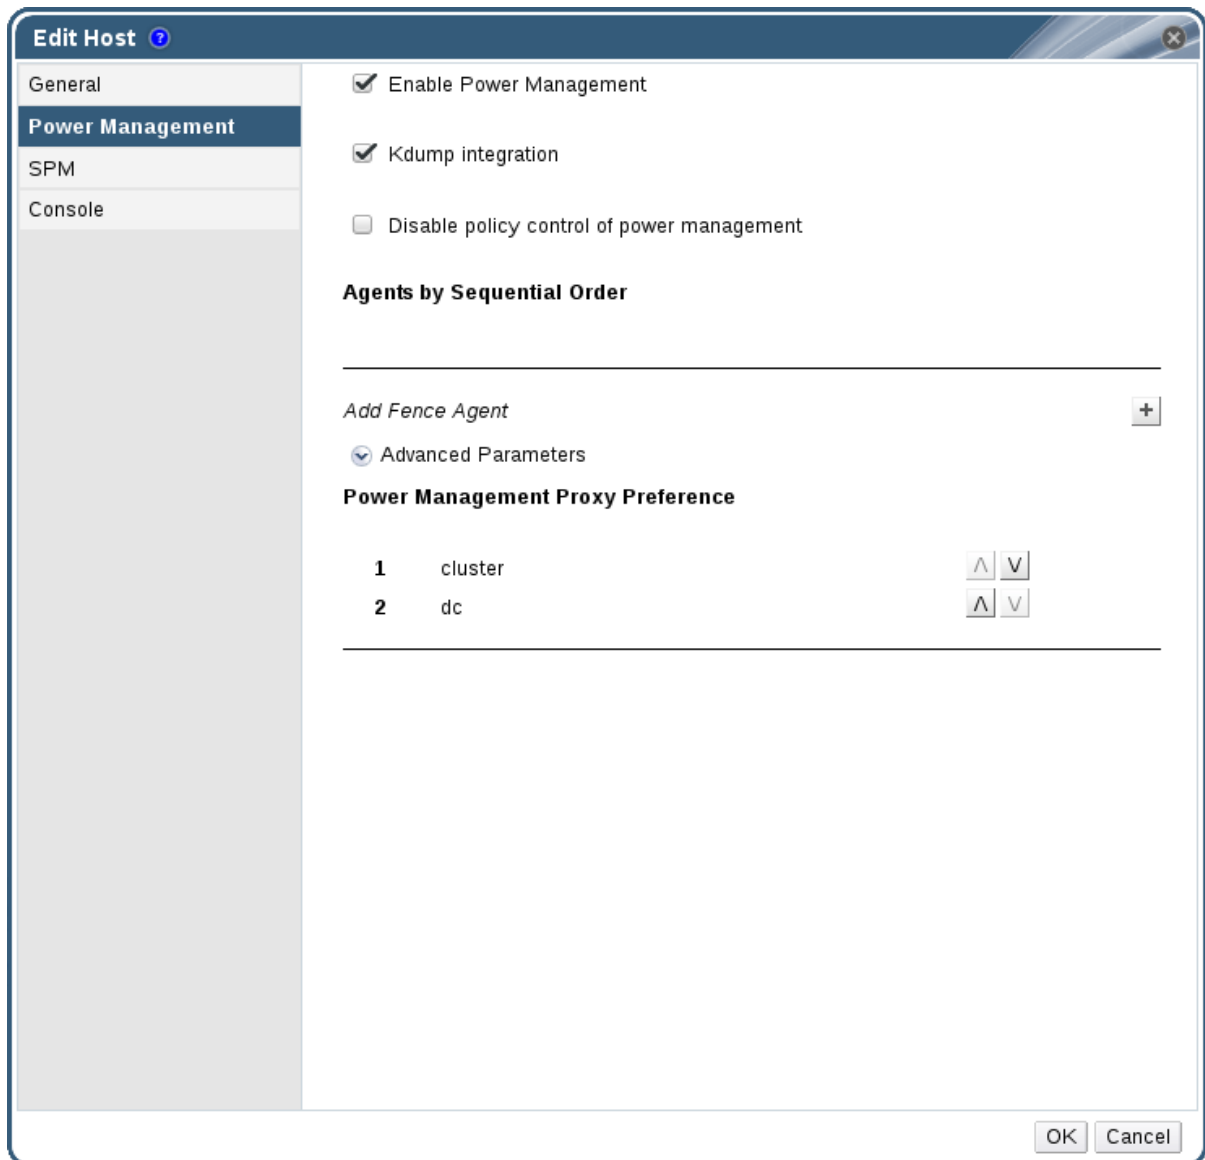 Edit Host ?
General
Power Management
SPM
Console
Enable Power Management
Kdump integration
Disable policy control of power management
Agents by Sequential Order
Add Fence Agent +
Advanced Parameters
Power Management Proxy Preference
1 cluster
2 dc
OK Cancel